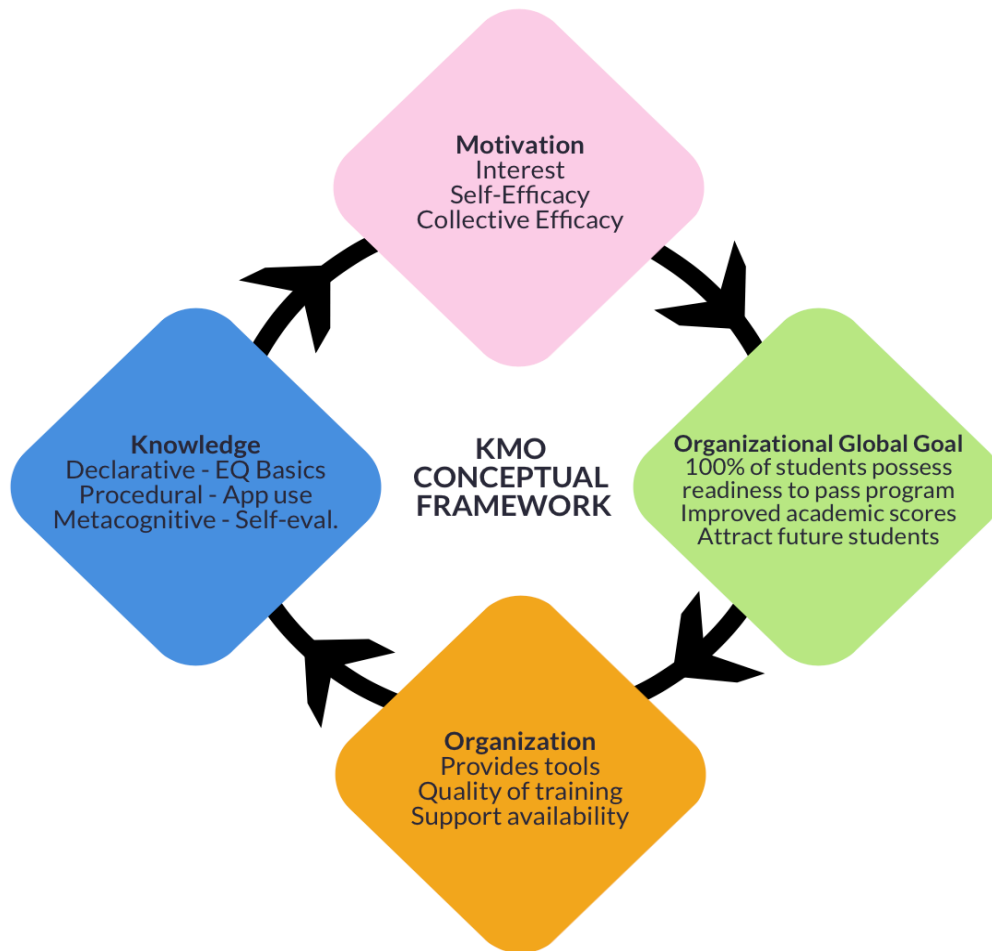 Motivation
Interest
Self-Efficacy
Collective Efficacy
Knowledge
Declarative - EQ Basics
Procedural - App use
Metacognitive - Self-eval.
KMO
CONCEPTUAL
FRAMEWORK
Organizational Global Goal
100% of students possess
readiness to pass program
Improved academic scores
Attract future students
Organization
Provides tools
Quality of training
Support availability